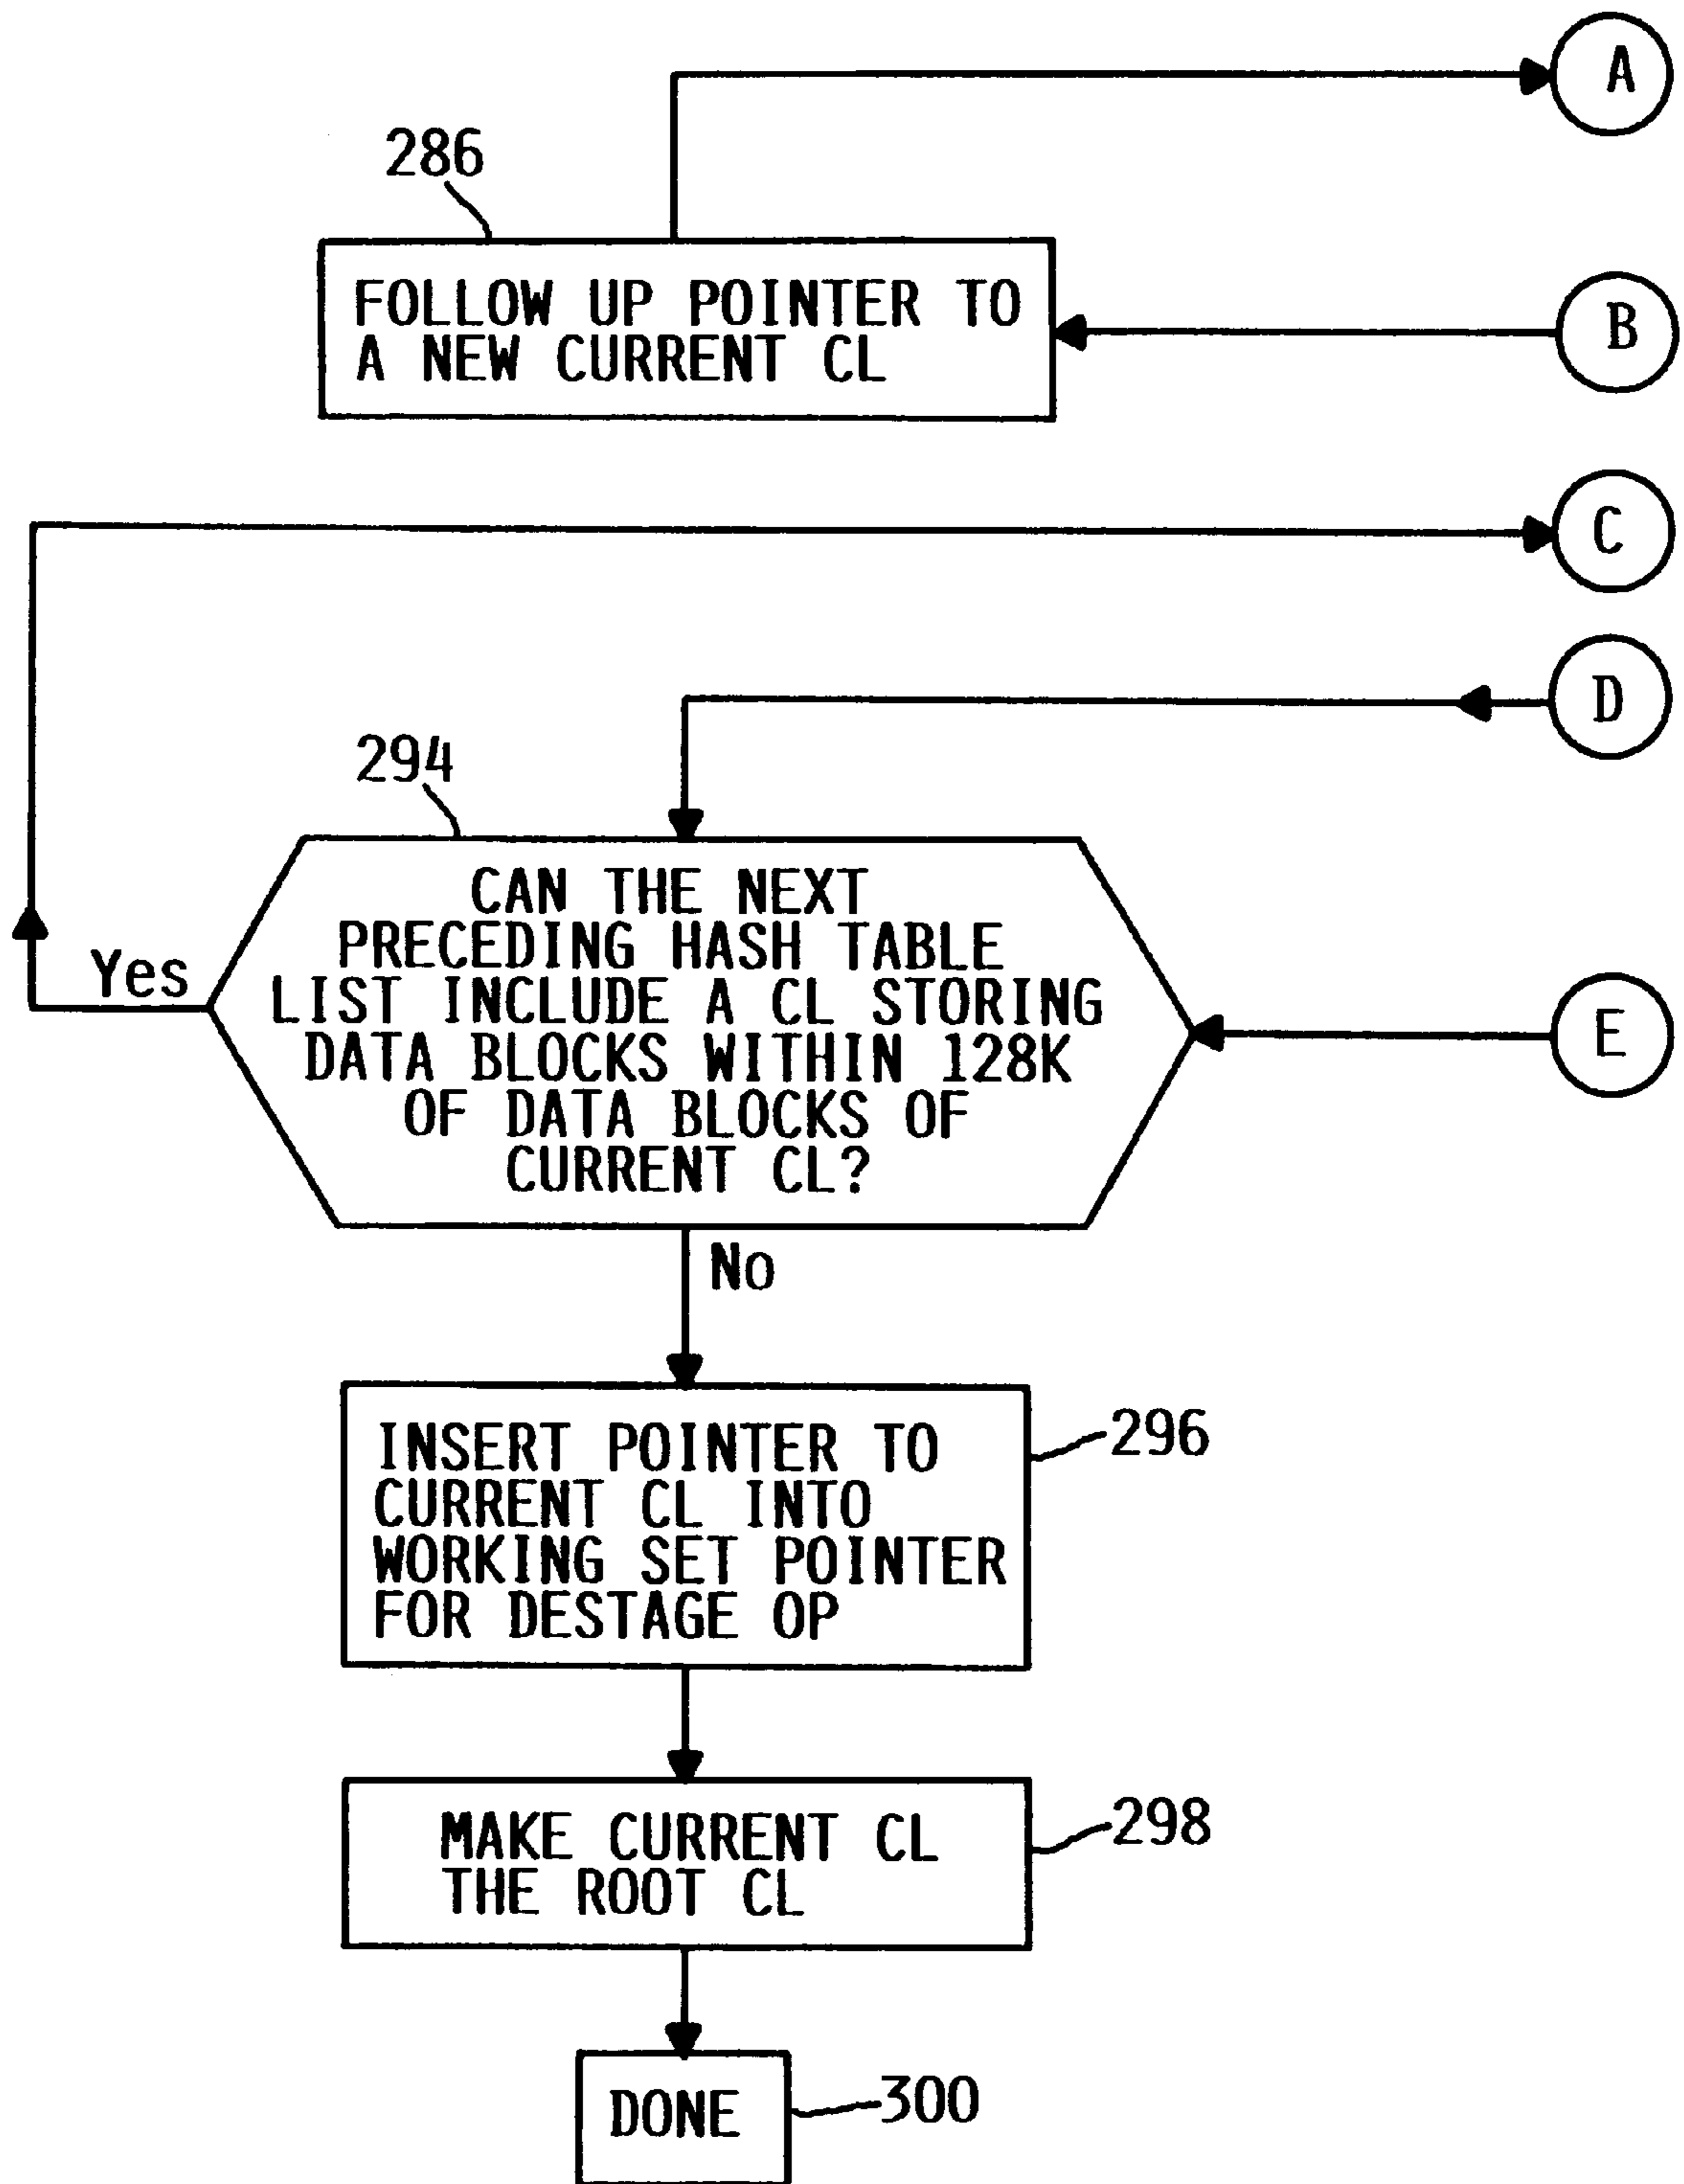 A
286
FOLLOW UP POINTER TO
A NEW CURRENT CL
B
C
D
294
CAN THE NEXT
PRECEDING HASH TABLE
LIST INCLUDE A CL STORING
DATA BLOCKS WITHIN 128K
OF DATA BLOCKS OF
CURRENT CL?
Yes
E
No
INSERT POINTER TO
CURRENT CL INTO
WORKING SET POINTER
FOR DESTAGE OP
296
MAKE CURRENT CL
THE ROOT CL
298
DONE
300